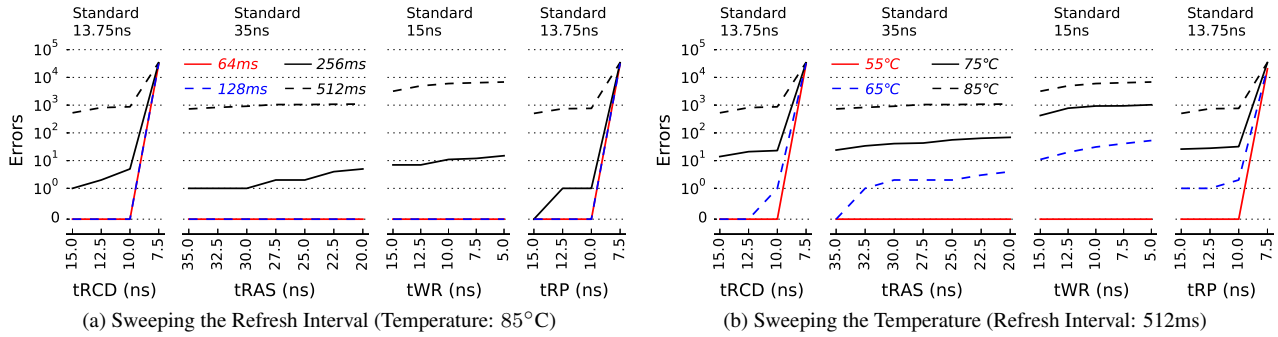 Standard
13.75ns
Standard
35ns
Standard
15ns
Standard
13.75ns
Errors
10^5
10^4
10^3
10^2
10^1
10^0
0
64ms
128ms
256ms
512ms
15.0 12.5 10.0 7.5
35.0 32.5 30.0 27.5 25.0 22.5 20.0
15.0 12.5 10.0 7.5 5.0
15.0 12.5 10.0 7.5
tRCD (ns) tRAS (ns) tWR (ns) tRP (ns)
(a) Sweeping the Refresh Interval (Temperature: 85°C)
Standard
13.75ns
Standard
35ns
Standard
15ns
Standard
13.75ns
Errors
10^5
10^4
10^3
10^2
10^1
10^0
0
55°C
65°C
75°C
85°C
15.0 12.5 10.0 7.5
35.0 32.5 30.0 27.5 25.0 22.5 20.0
15.0 12.5 10.0 7.5 5.0
15.0 12.5 10.0 7.5
tRCD (ns) tRAS (ns) tWR (ns) tRP (ns)
(b) Sweeping the Temperature (Refresh Interval: 512ms)